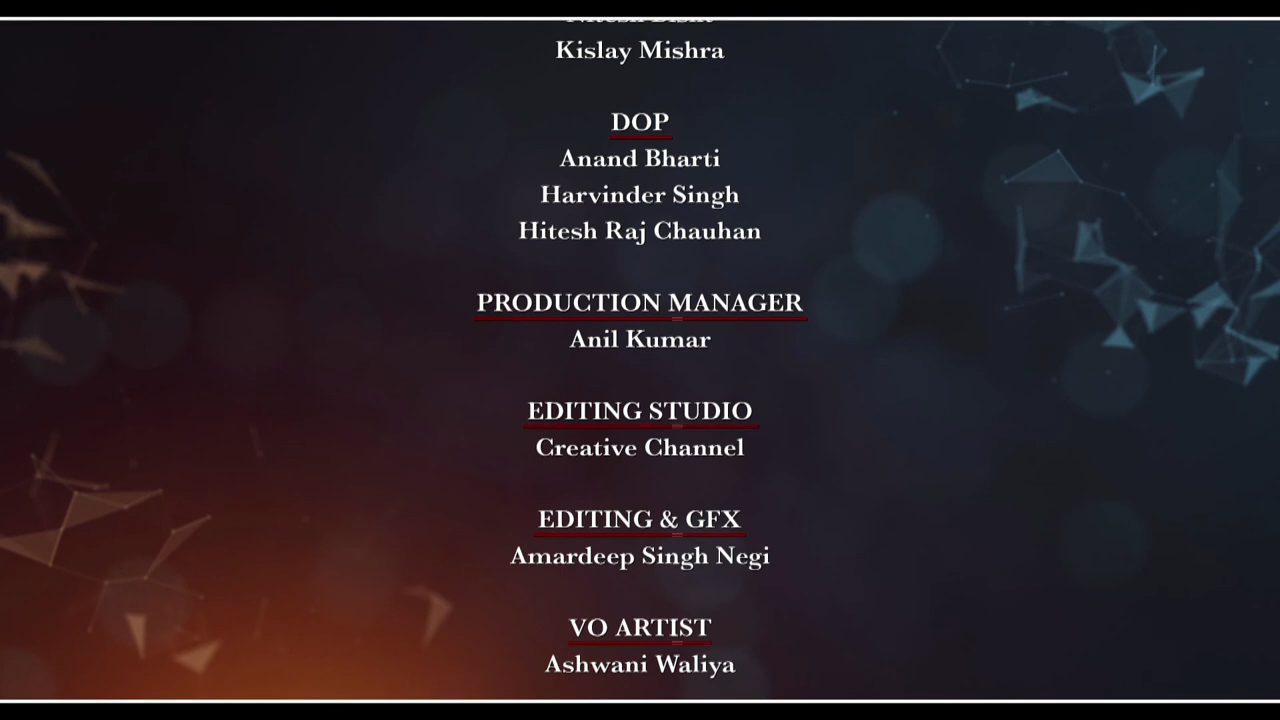 Kislay Mishra
DOP
Anand Bharti
Harvinder Singh
Hitesh Raj Chauhan
PRODUCTION MANAGER
Anil Kumar
EDITING STUDIO
Creative Channel
EDITING & GFX
Amardeep Singh Negi
VO ARTIST
Ashwani Waliya